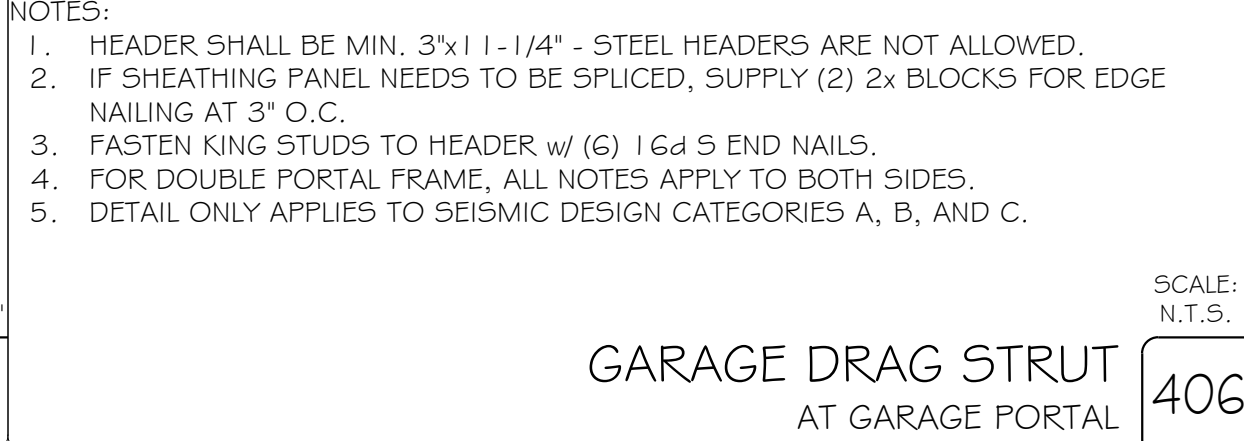 NOTES:
1. HEADER SHALL BE MIN. 3"x11-1/4" - STEEL HEADERS ARE NOT ALLOWED.
2. IF SHEATHING PANEL NEEDS TO BE SPLICED, SUPPLY (2) 2x BLOCKS FOR EDGE
NAILING AT 3" O.C.
3. FASTEN KING STUDS TO HEADER w/ (6) 16d S END NAILS.
4. FOR DOUBLE PORTAL FRAME, ALL NOTES APPLY TO BOTH SIDES.
5. DETAIL ONLY APPLIES TO SEISMIC DESIGN CATEGORIES A, B, AND C.
SCALE:
N.T.S.
GARAGE DRAG STRUT
AT GARAGE PORTAL
406